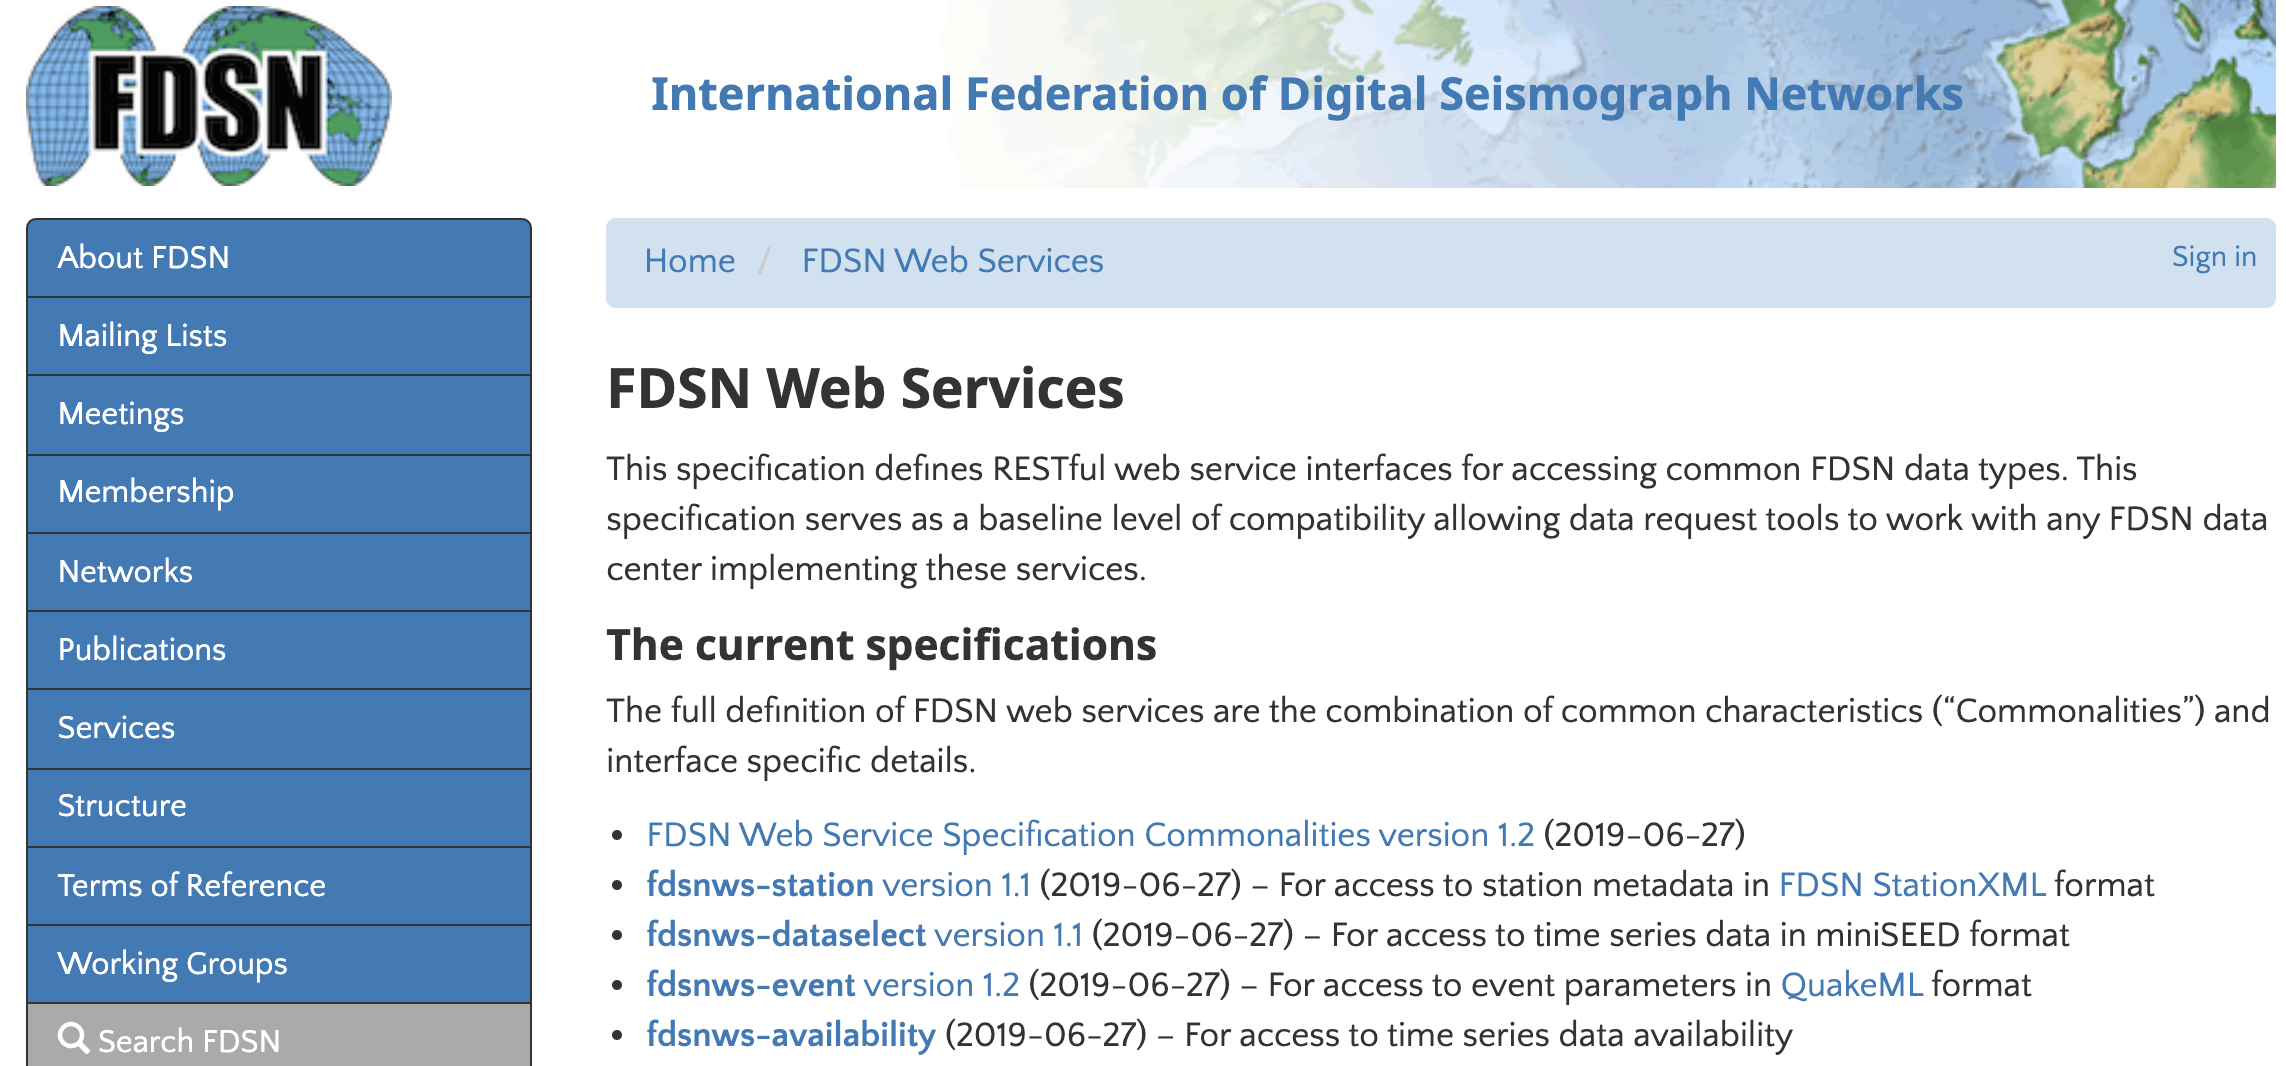 FDSN
International Federation of Digital Seismograph Networks
About FDSN
Mailing Lists
Meetings
Membership
Networks
Publications
Services
Structure
Terms of Reference
Working Groups
Search FDSN
Home / FDSN Web Services
Sign in
FDSN Web Services
This specification defines RESTful web service interfaces for accessing common FDSN data types. This
specification serves as a baseline level of compatibility allowing data request tools to work with any FDSN data
center implementing these services.
The current specifications
The full definition of FDSN web services are the combination of common characteristics (“Commonalities”) and
interface specific details.
• FDSN Web Service Specification Commonalities version 1.2 (2019-06-27)
• fdsnws-station version 1.1 (2019-06-27) – For access to station metadata in FDSN StationXML format
• fdsnws-dataselect version 1.1 (2019-06-27) – For access to time series data in miniSEED format
• fdsnws-event version 1.2 (2019-06-27) – For access to event parameters in QuakeML format
• fdsnws-availability (2019-06-27) – For access to time series data availability